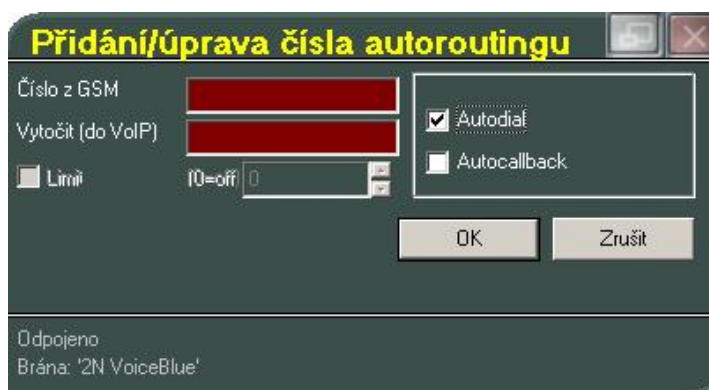 Přidání/úprava čísla autoroutingu
Číslo z GSM
Vytočit (do VoIP)
Limit (0=off) 0
Autodial
Autocallback
OK Zrušit
Odpojeno
Brána: '2N VoiceBlue'